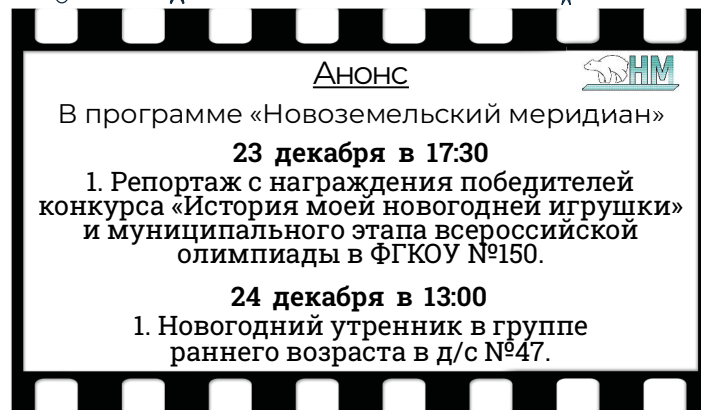 Анонс
НМ
В программе «Новоземельский меридиан»
23 декабря в 17:30
1. Репортаж с награждения победителей
конкурса «История моей новогодней игрушки»
и муниципального этапа всероссийской
олимпиады в ФГКОУ №150.
24 декабря в 13:00
1. Новогодний утренник в группе
раннего возраста в д/с №47.